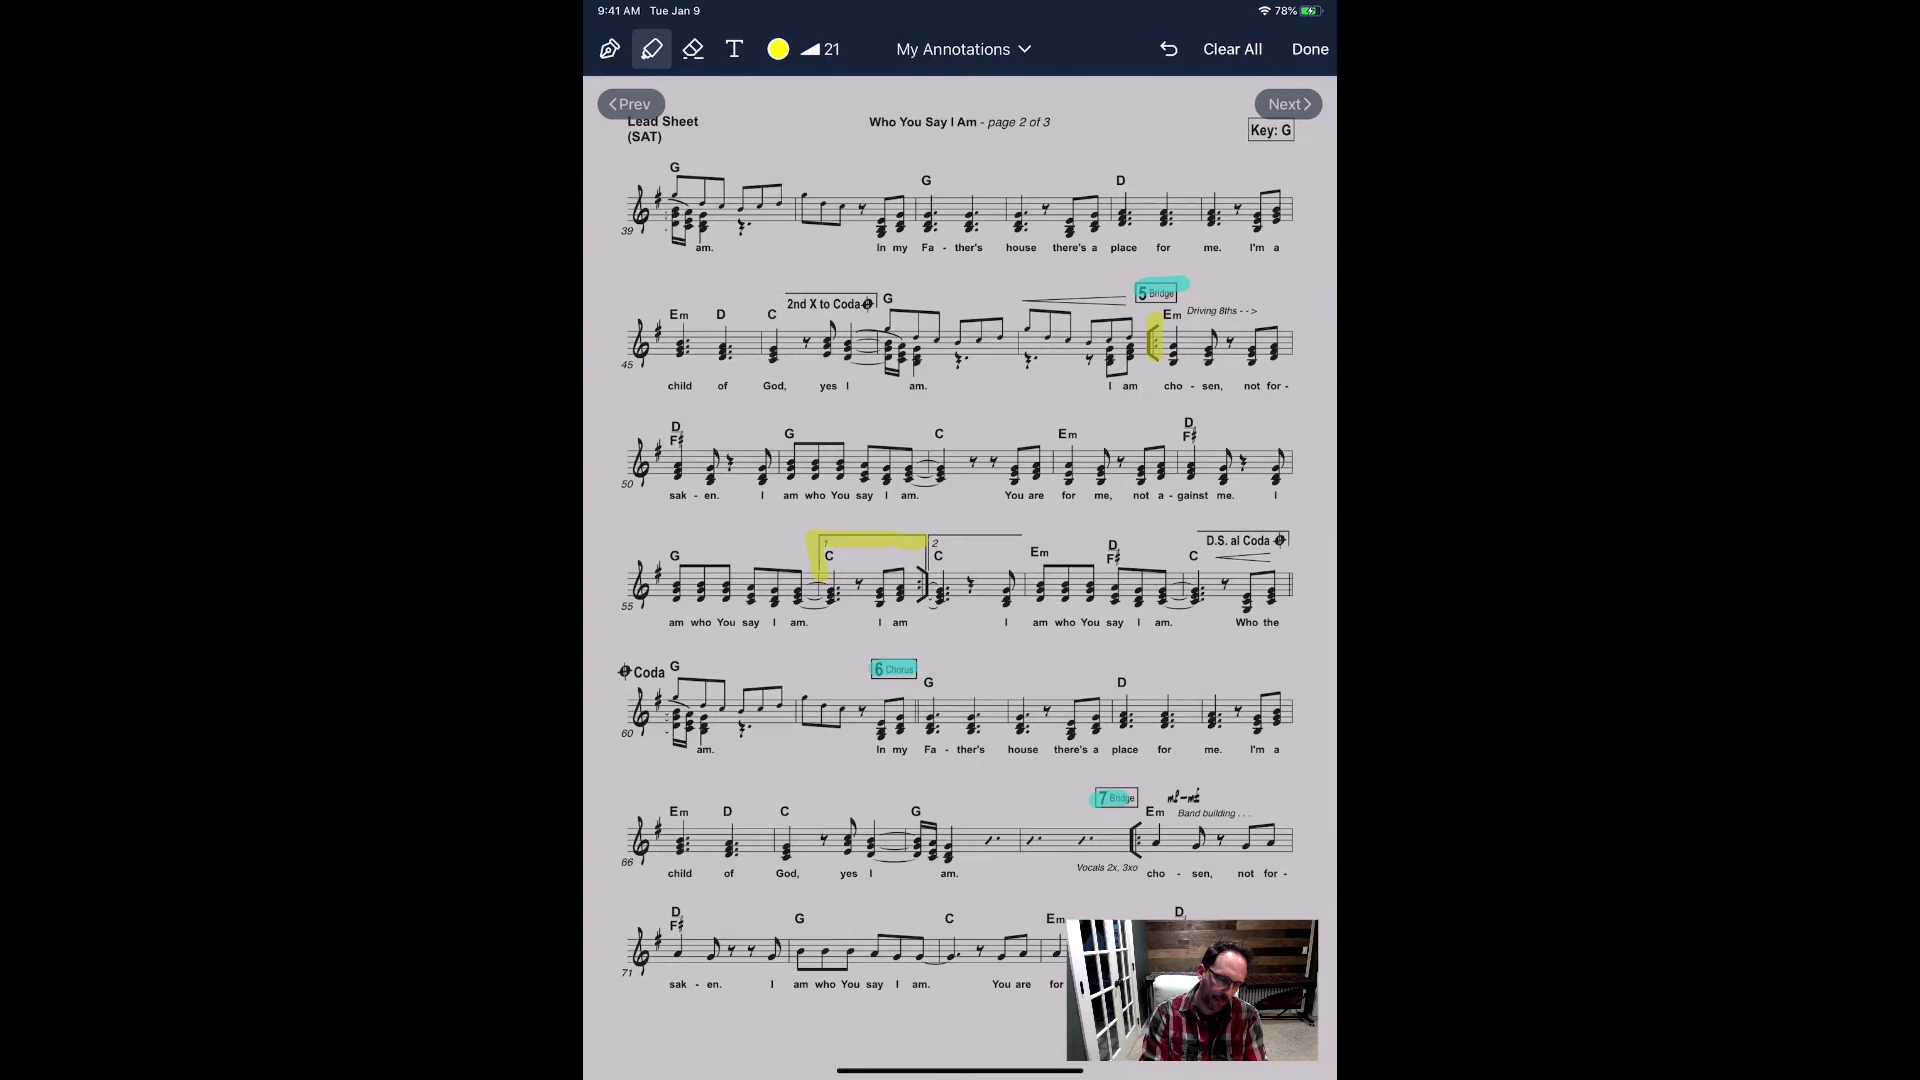 9:41 AM Tue Jan 9 78%
T 21 My Annotations Clear All Done
Prev Next
Lead Sheet Who You Say I Am - page 2 of 3 Key: G
(SAT)
G G D
39
am. In my Fa - ther's house there's a place for me. I'm a
2nd X to Coda G 5 Bridge
Em D C Em Driving 8ths - - >
45
child of God, yes I am. I am cho - sen, not for -
D G C Em D
F# F#
50
sak - en. I am who You say I am. You are for me, not a - gainst me. I
1 2 D.S. al Coda
G C C Em D C
F#
55
am who You say I am. I am I am who You say I am. Who the
Coda G 6 Chorus G D
60
am. In my Fa - ther's house there's a place for me. I'm a
7 Bridge
Em D C G Em Band building . . .
66
Vocals 2x, 3xo
child of God, yes I am. cho - sen, not for -
D G C Em D
F#
71
sak - en. I am who You say I am. You are for